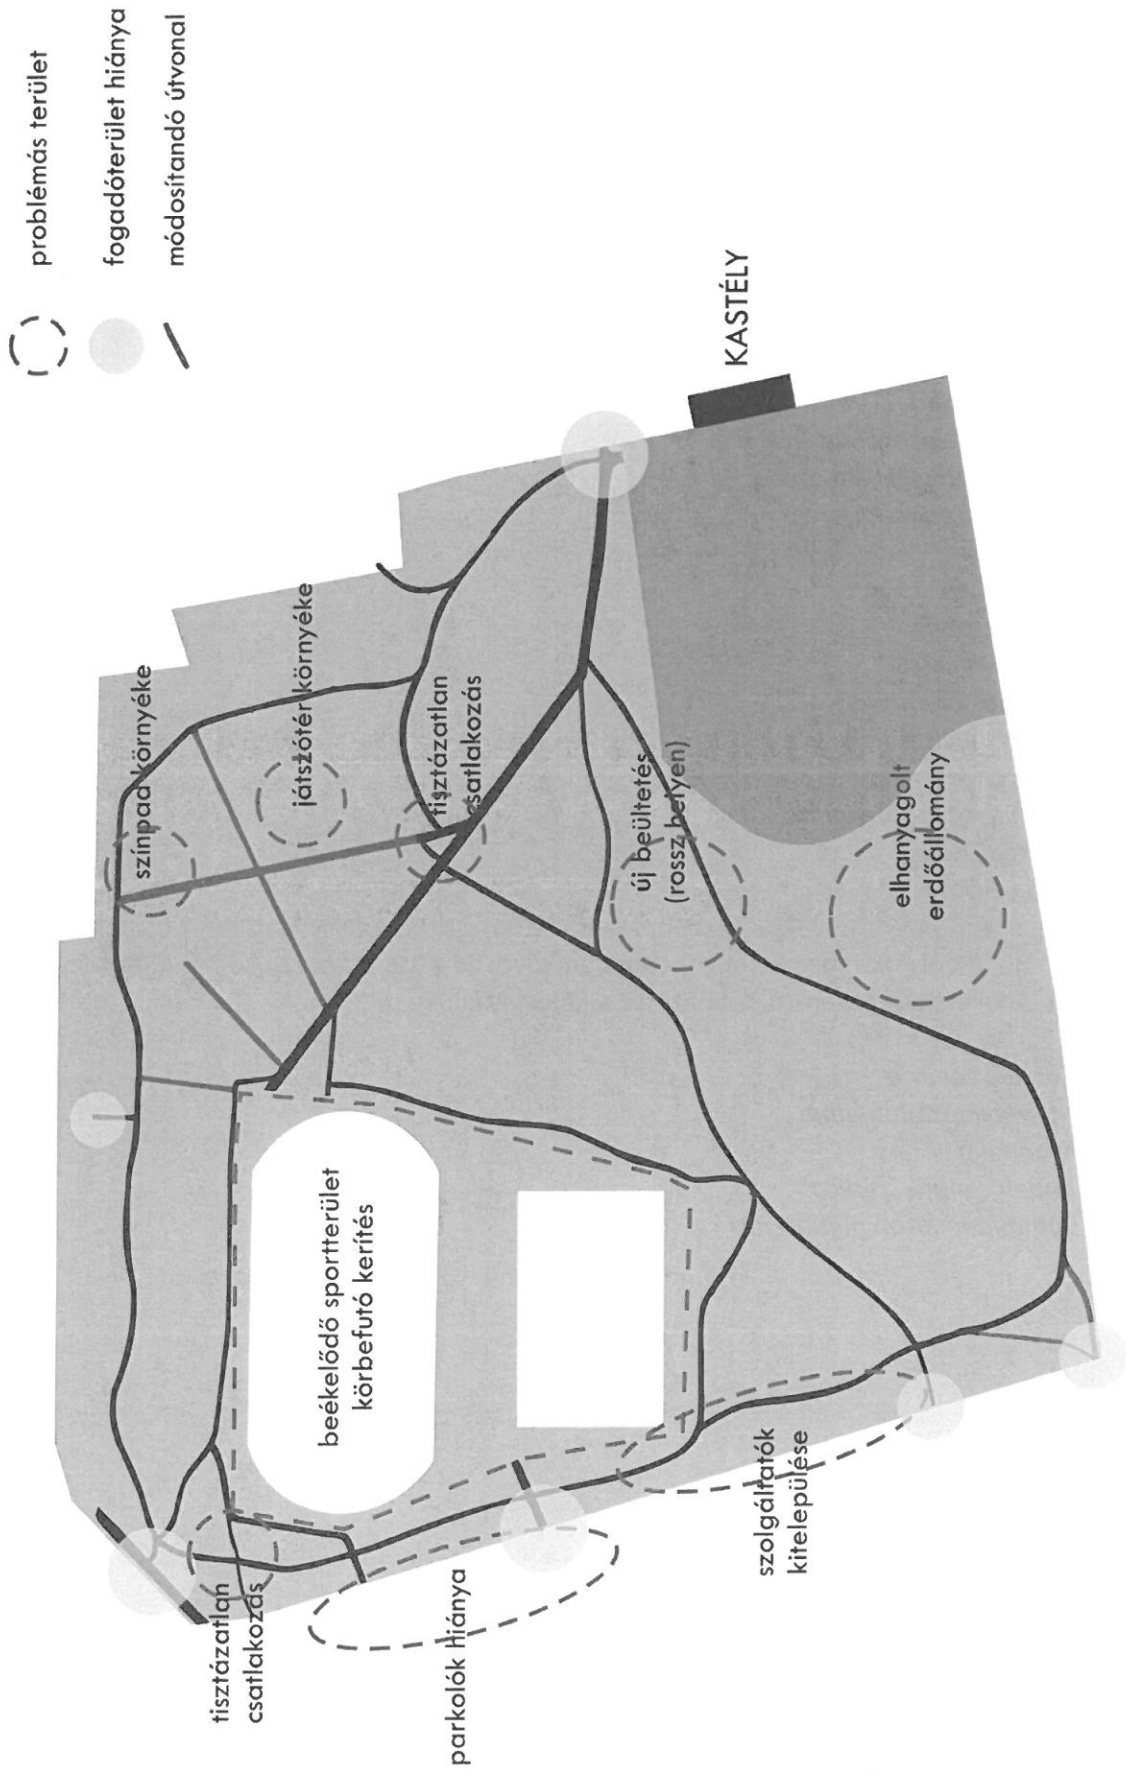 problémás terület
fogadóterület hiánya
módosítandó útvonal
KASTÉLY
színpad környéke
játszótér környéke
tisztázatlan
csatlakozás
új beültetés
(rossz helyen)
elhanyagolt
erdőállomány
beékelődő sportterület
körbefutó kerítés
szolgáltatók
kitelepülése
tisztázatlan
csatlakozás
parkolók hiánya